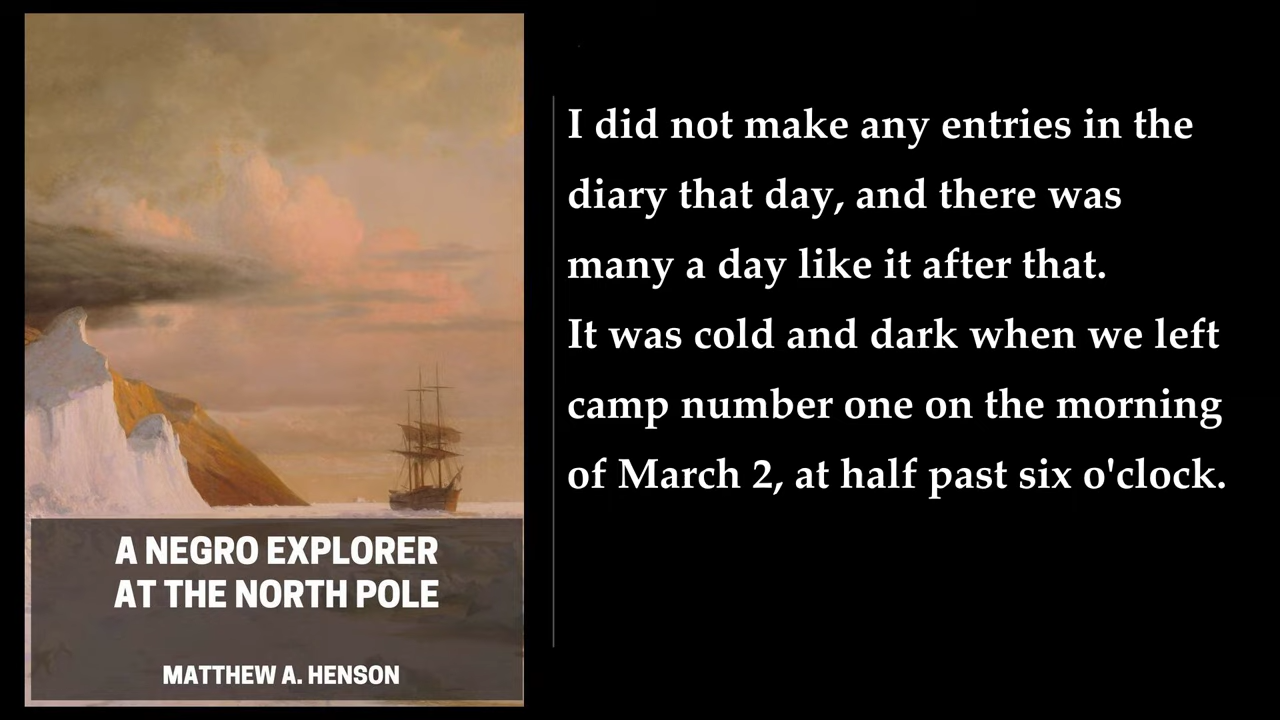 A NEGRO EXPLORER
AT THE NORTH POLE
MATTHEW A. HENSON
I did not make any entries in the
diary that day, and there was
many a day like it after that.
It was cold and dark when we left
camp number one on the morning
of March 2, at half past six o'clock.